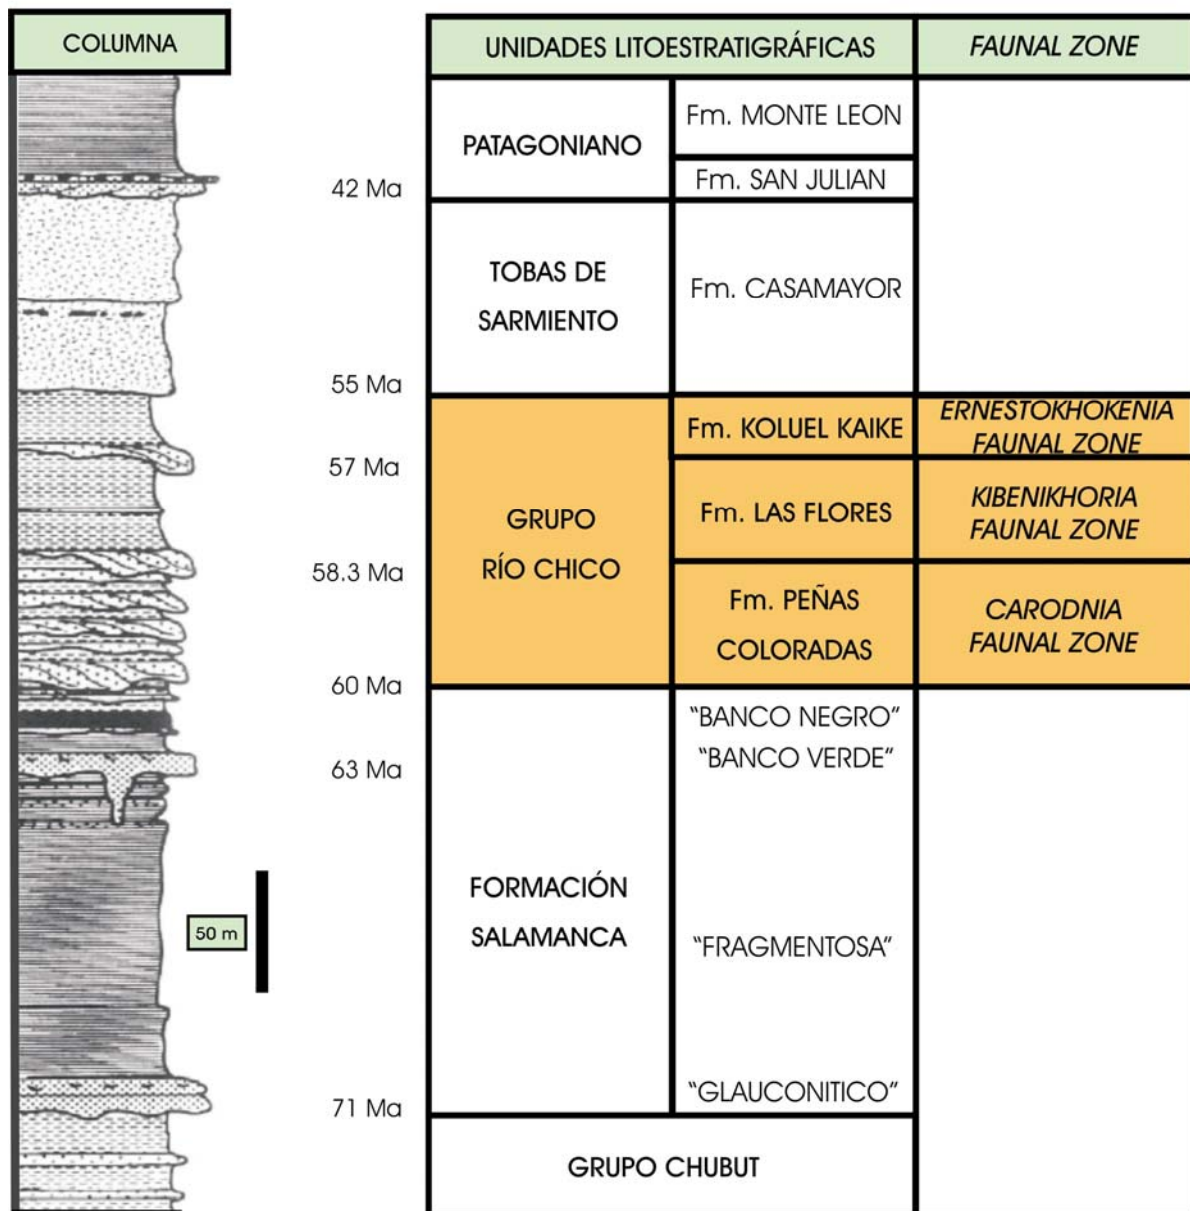 COLUMNA
UNIDADES LITOESTRATIGRÁFICAS
FAUNAL ZONE
PATAGONIANO
Fm. MONTE LEON
Fm. SAN JULIAN
42 Ma
TOBAS DE
SARMIENTO
Fm. CASAMAYOR
55 Ma
GRUPO
RÍO CHICO
Fm. KOLUEL KAIKE
ERNESTOKHOKENIA
FAUNAL ZONE
57 Ma
Fm. LAS FLORES
KIBENIKHORIA
FAUNAL ZONE
58.3 Ma
Fm. PEÑAS
COLORADAS
CARODNIA
FAUNAL ZONE
60 Ma
FORMACIÓN
SALAMANCA
"BANCO NEGRO"
"BANCO VERDE"
63 Ma
50 m
"FRAGMENTOSA"
"GLAUCONITICO"
71 Ma
GRUPO CHUBUT